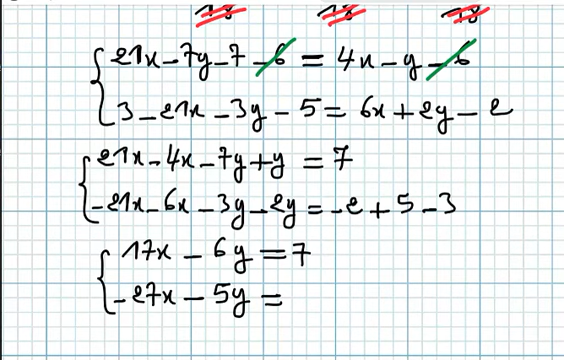 18 18 18
21x - 7y - 7 - 6 = 4x - y - 6
3 - 21x - 3y - 5 = 6x + 2y - 2
21x - 4x - 7y + y = 7
-21x - 6x - 3y - 2y = -2 + 5 - 3
17x - 6y = 7
-27x - 5y =